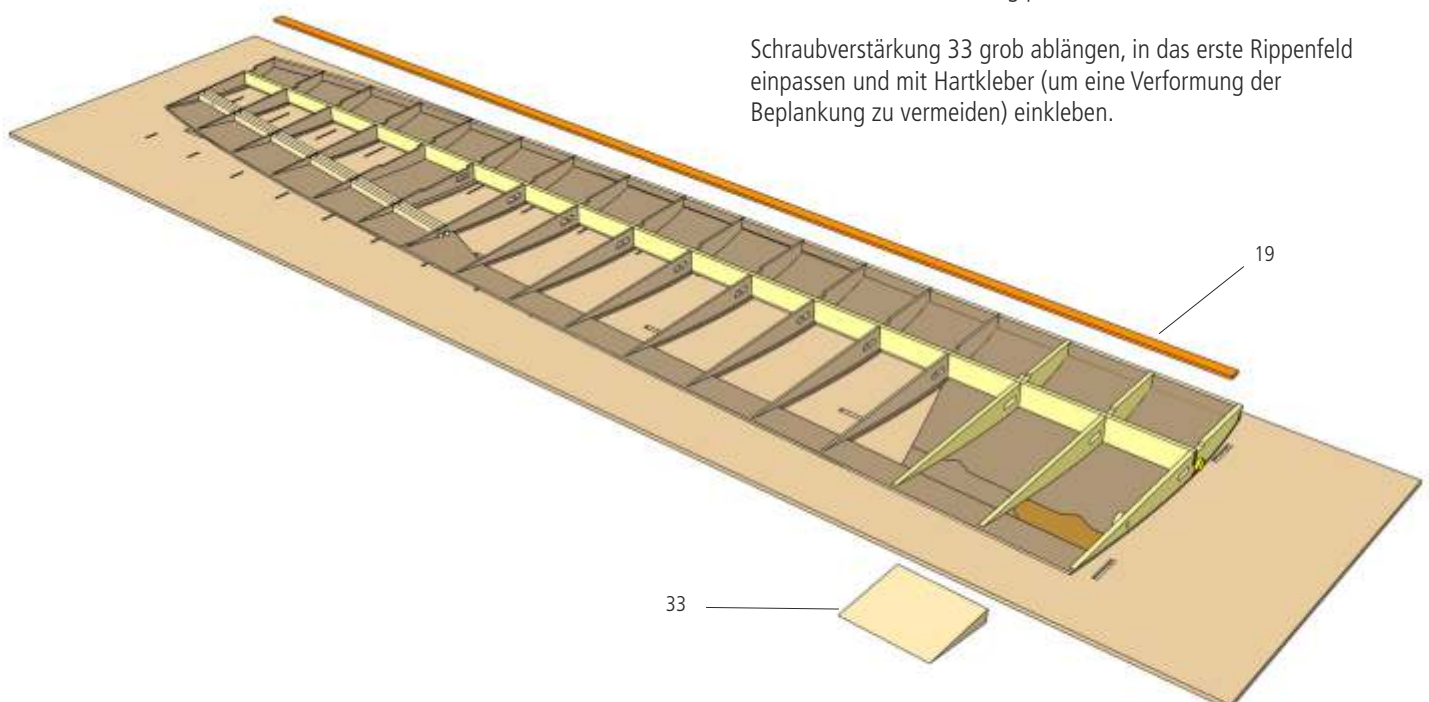 Schraubverstärkung 33 grob ablängen, in das erste Rippenfeld
einpassen und mit Hartkleber (um eine Verformung der
Beplankung zu vermeiden) einkleben.
19
33